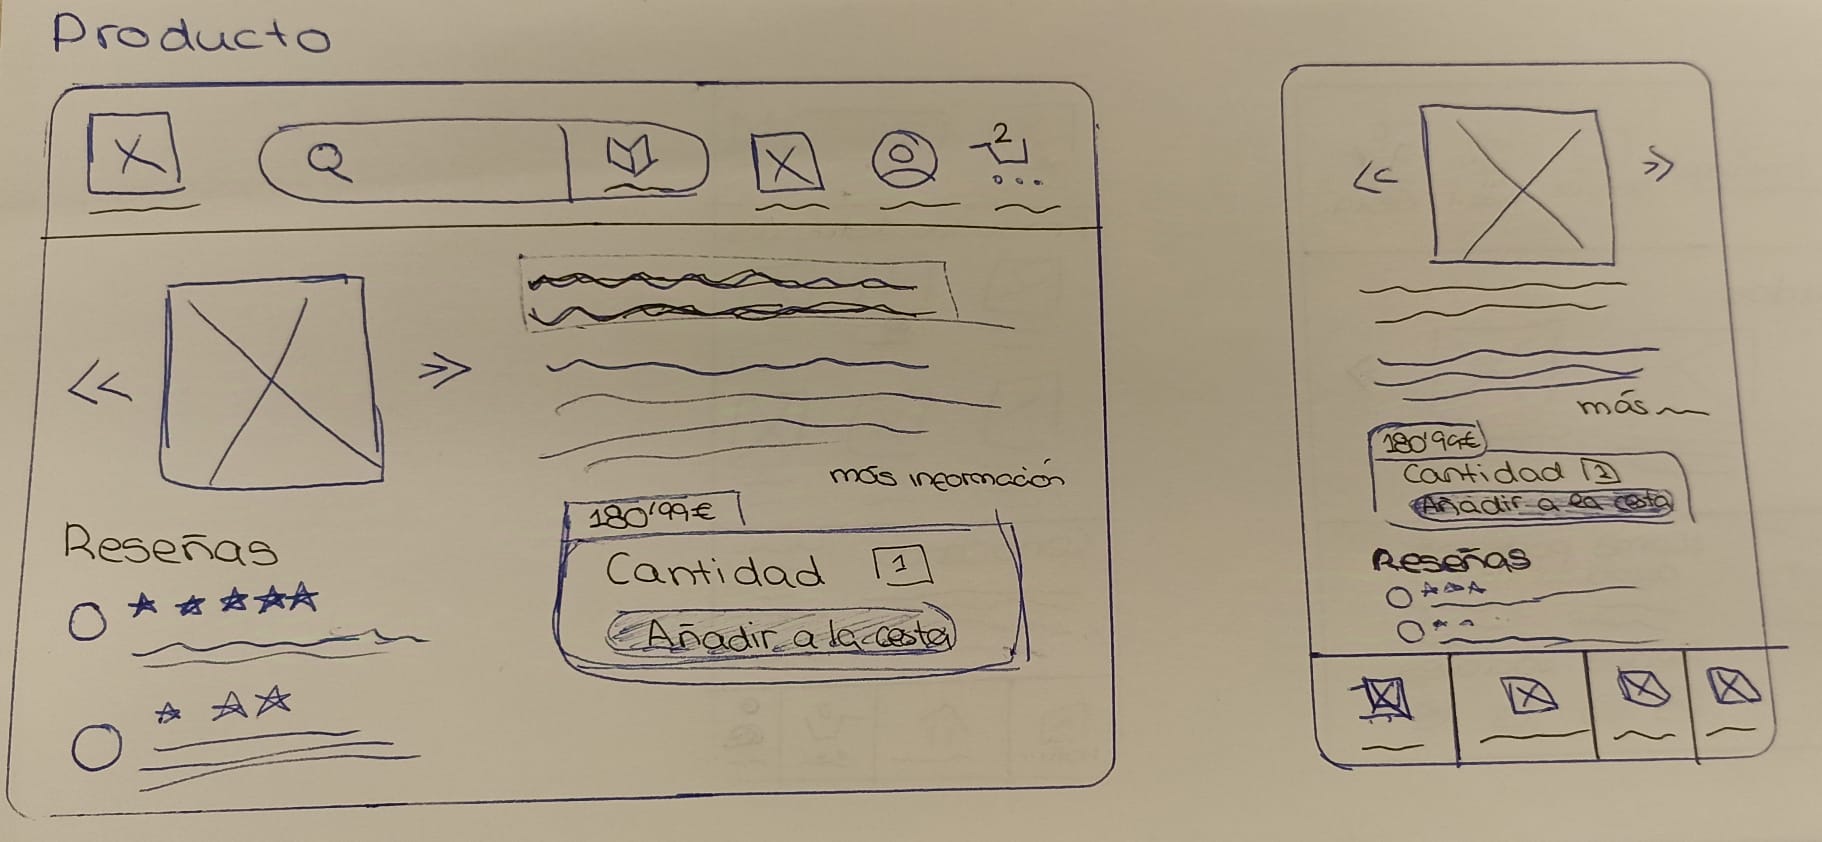 Producto
2
más información
180'99€
Cantidad 1
Añadir a la cesta
Reseñas
más
180'99€
Cantidad 1
Añadir a la cesta
Reseñas